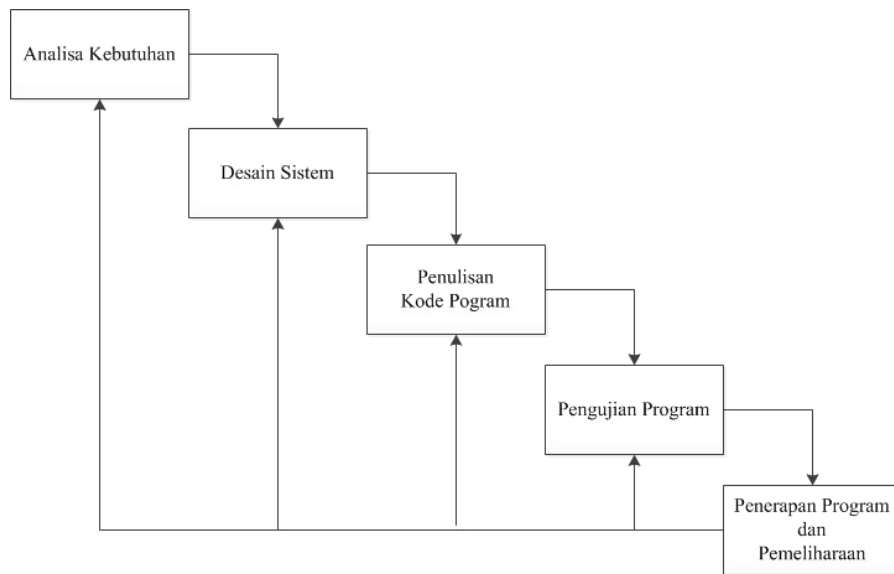 Analisa Kebutuhan
Desain Sistem
Penulisan
Kode Pogram
Pengujian Program
Penerapan Program
dan
Pemeliharaan